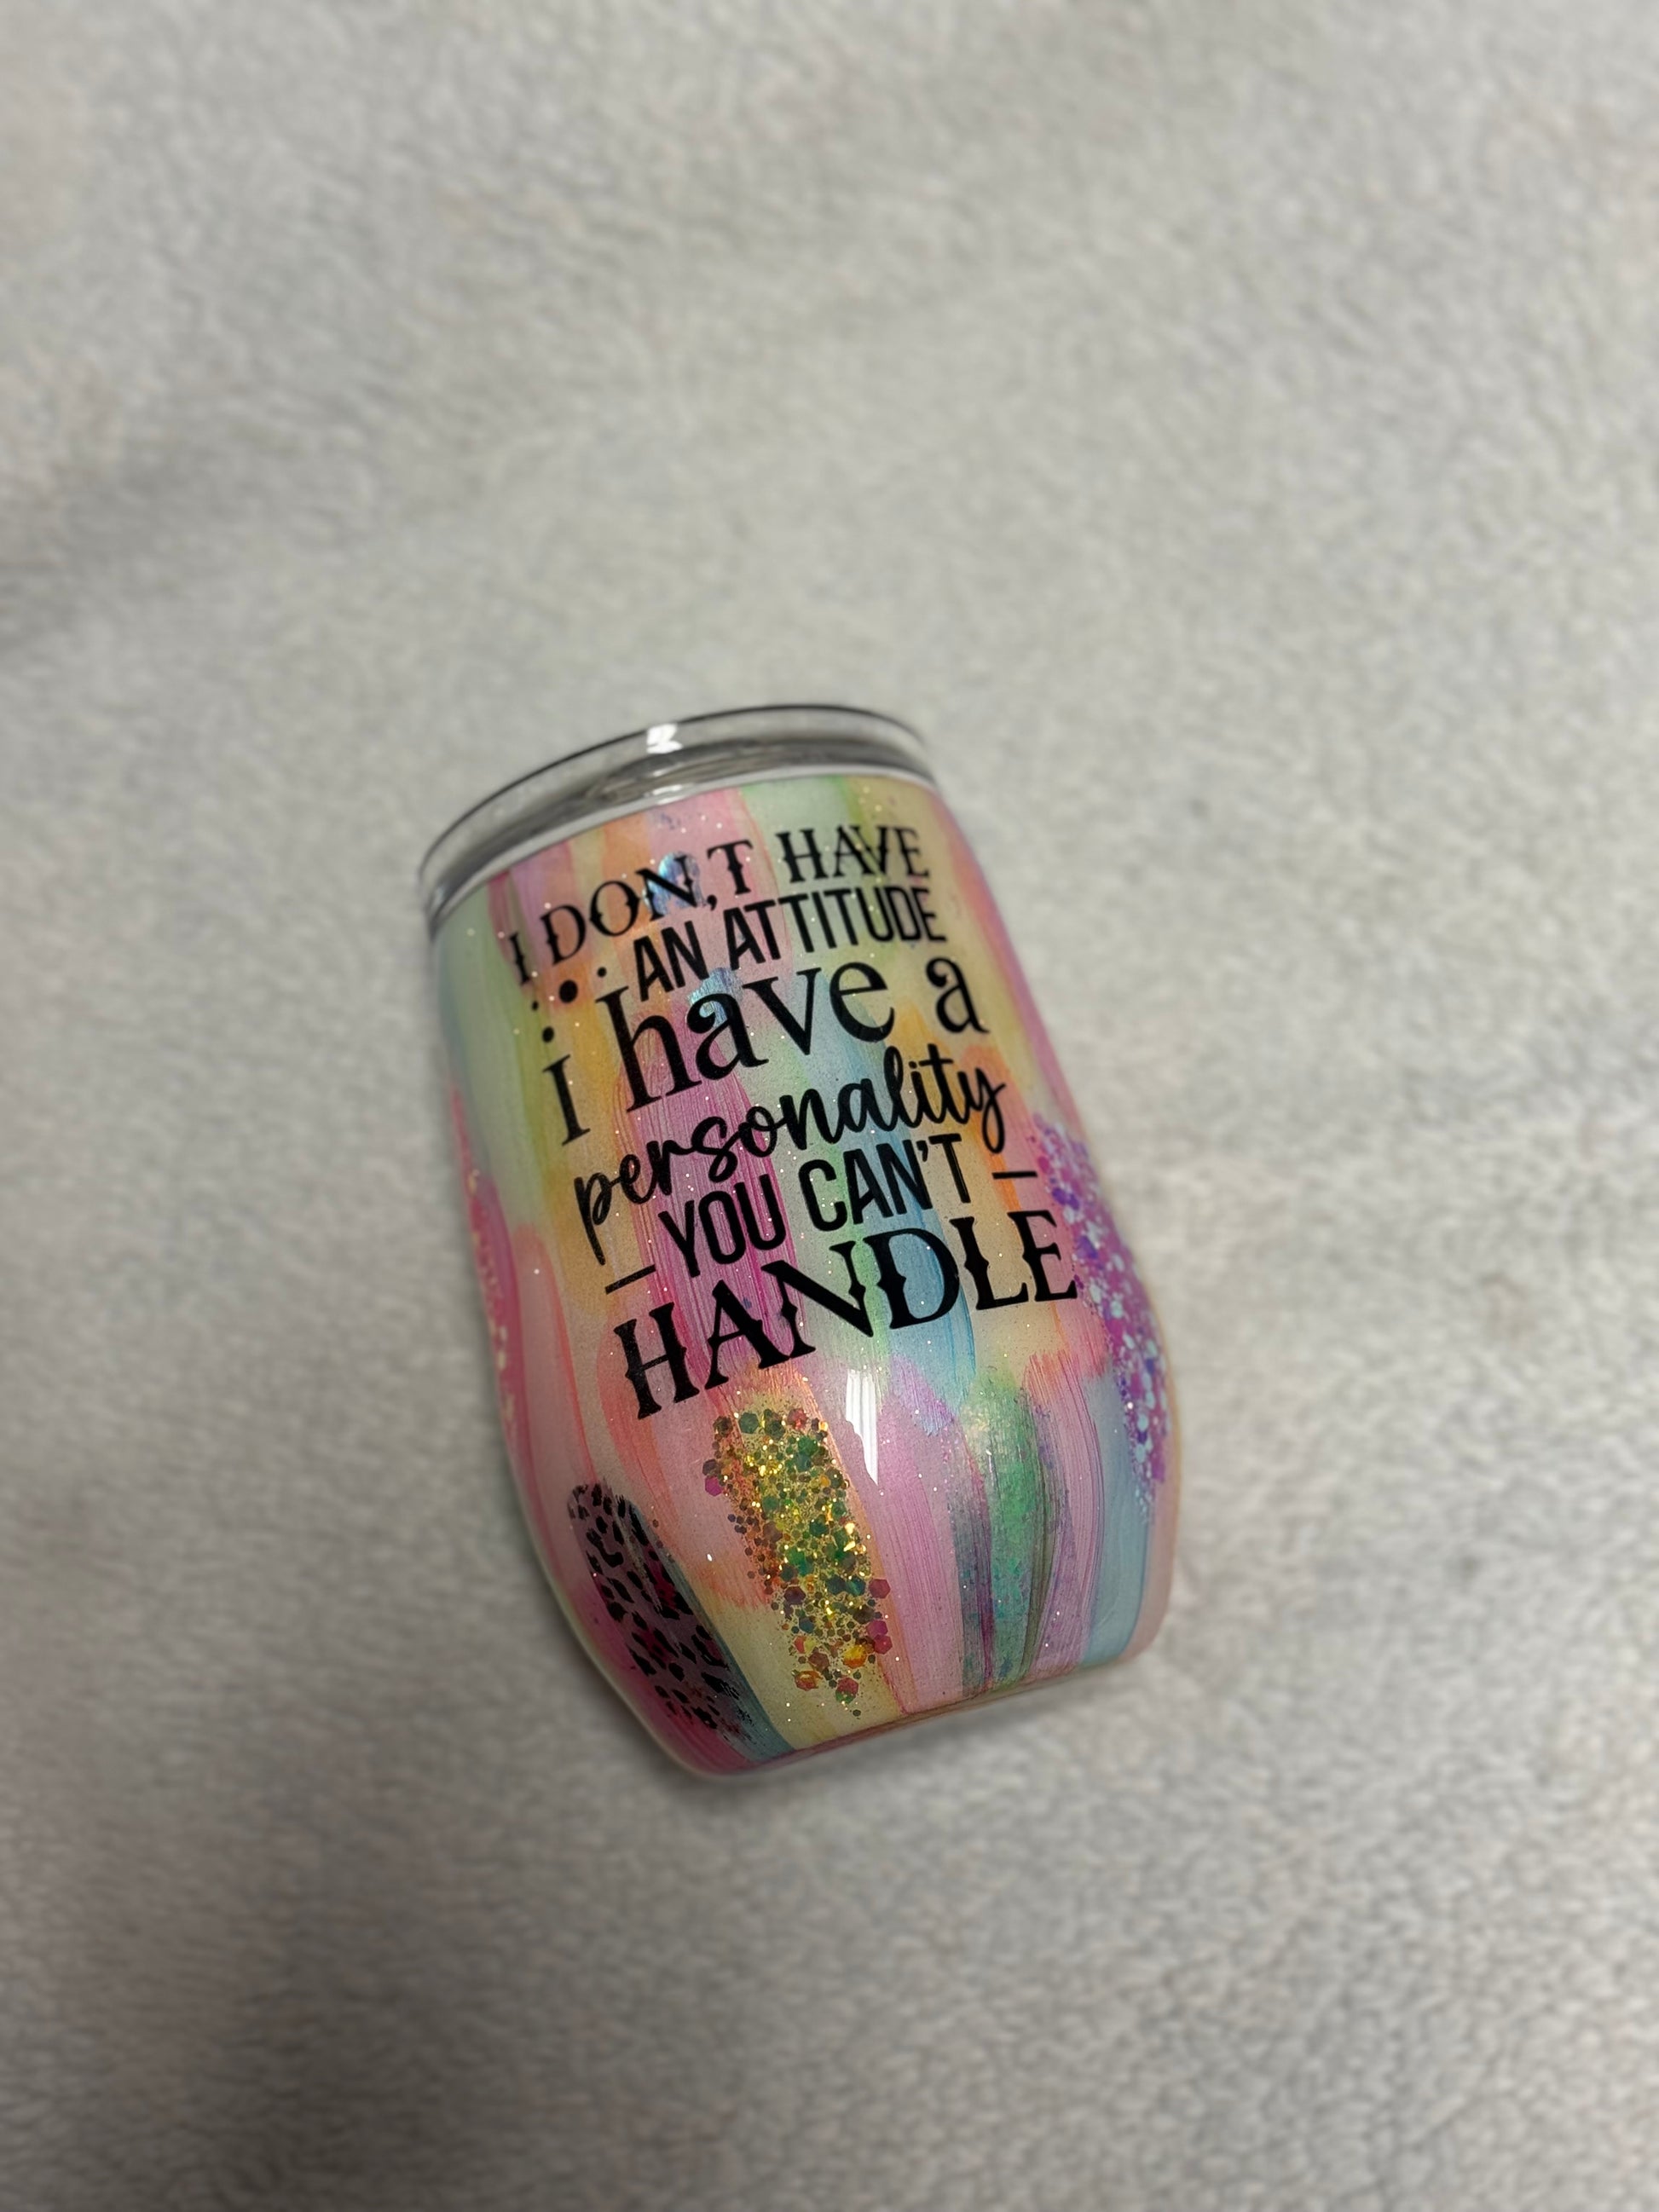 I DON,T HAVE
AN ATTITUDE
i have a
personality
YOU CAN'T
HANDLE